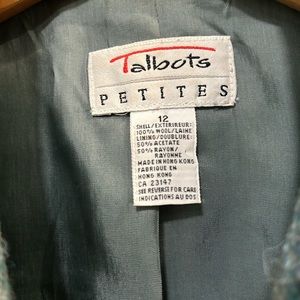 Talbots
PETITES
12
SHELL/EXTERIEUR:
100% WOOL/LAINE
LINING/DOUBLURE:
50% ACETATE
50% RAYON/
RAYONNE
MADE IN HONG KONG
FABRIQUE EN
HONG KONG
CA 23147
SEE REVERSE FOR CARE
INDICATIONS AU DOS